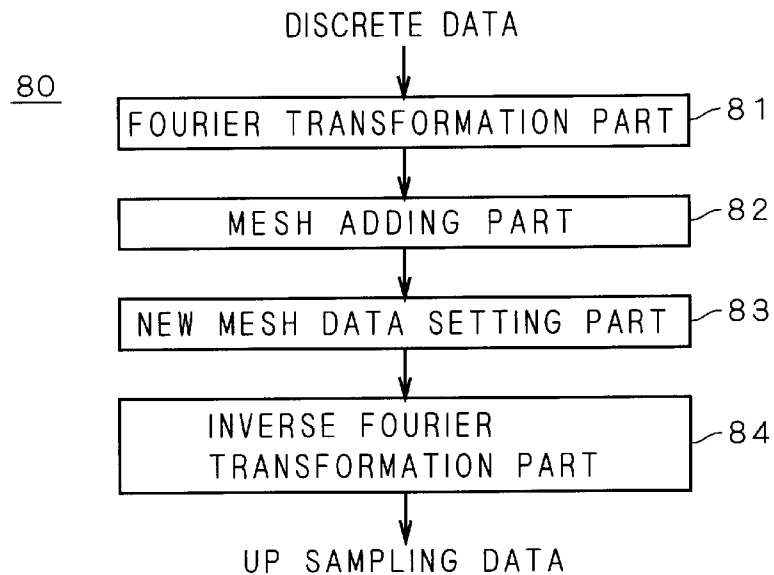 DISCRETE DATA
80
FOURIER TRANSFORMATION PART
81
MESH ADDING PART
82
NEW MESH DATA SETTING PART
83
INVERSE FOURIER
TRANSFORMATION PART
84
UP SAMPLING DATA